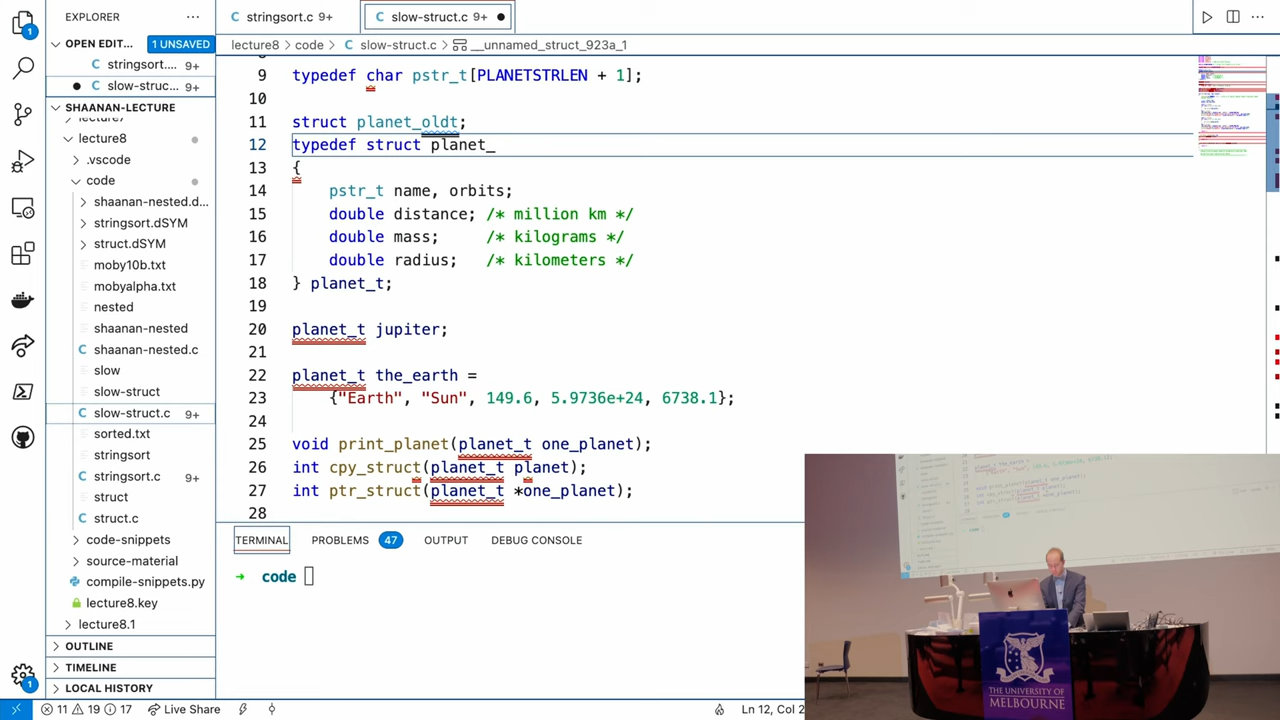 EXPLORER
OPEN EDIT... 1 UNSAVED
stringsort.... 9+
slow-struc... 9+
SHAANAN-LECTURE
lecture7
lecture8
.vscode
code
shaanan-nested.d...
stringsort.dSYM
struct.dSYM
moby10b.txt
mobyalpha.txt
nested
shaanan-nested
shaanan-nested.c
slow
slow-struct
slow-struct.c 9+
sorted.txt
stringsort
stringsort.c 9+
struct
struct.c
code-snippets
source-material
compile-snippets.py
lecture8.key
lecture8.1
OUTLINE
TIMELINE
LOCAL HISTORY
1
1
C stringsort.c 9+
C slow-struct.c 9+
lecture8 > code > C slow-struct.c > __unnamed_struct_923a_1
9 typedef char pstr_t[PLANETSTRLEN + 1];
10
11 struct planet_oldt;
12 typedef struct planet_
13 {
14 pstr_t name, orbits;
15 double distance; /* million km */
16 double mass; /* kilograms */
17 double radius; /* kilometers */
18 } planet_t;
19
20 planet_t jupiter;
21
22 planet_t the_earth =
23 {"Earth", "Sun", 149.6, 5.9736e+24, 6738.1};
24
25 void print_planet(planet_t one_planet);
26 int cpy_struct(planet_t planet);
27 int ptr_struct(planet_t *one_planet);
28
TERMINAL PROBLEMS 47 OUTPUT DEBUG CONSOLE
→ code
11 19 17 Live Share
Ln 12, Col 2
THE UNIVERSITY OF
MELBOURNE